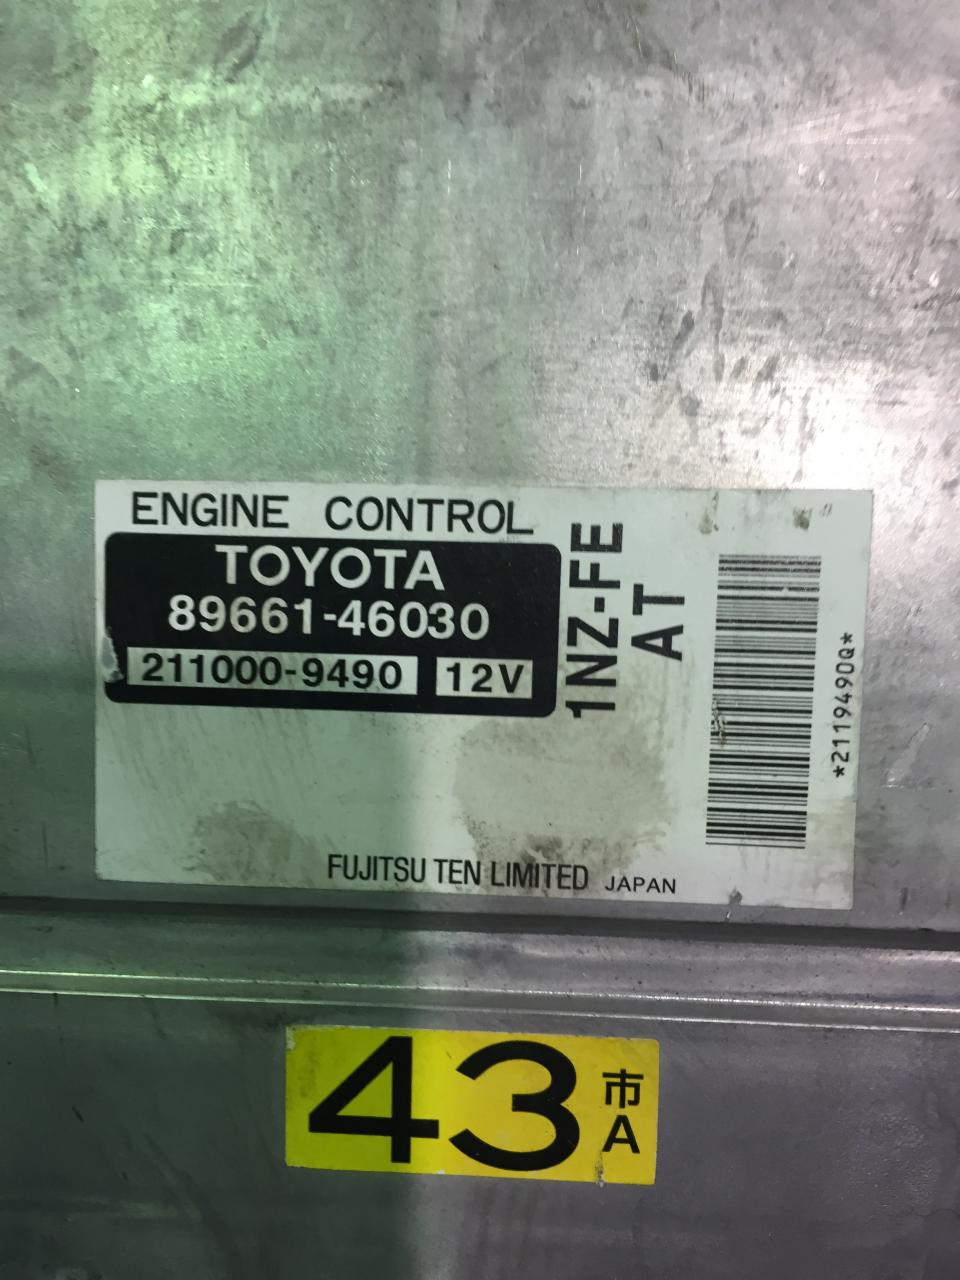 ENGINE CONTROL
TOYOTA
89661-46030
211000-9490 12V
1NZ-FE
AT
*2119490Q*
FUJITSU TEN LIMITED JAPAN
43 市
A